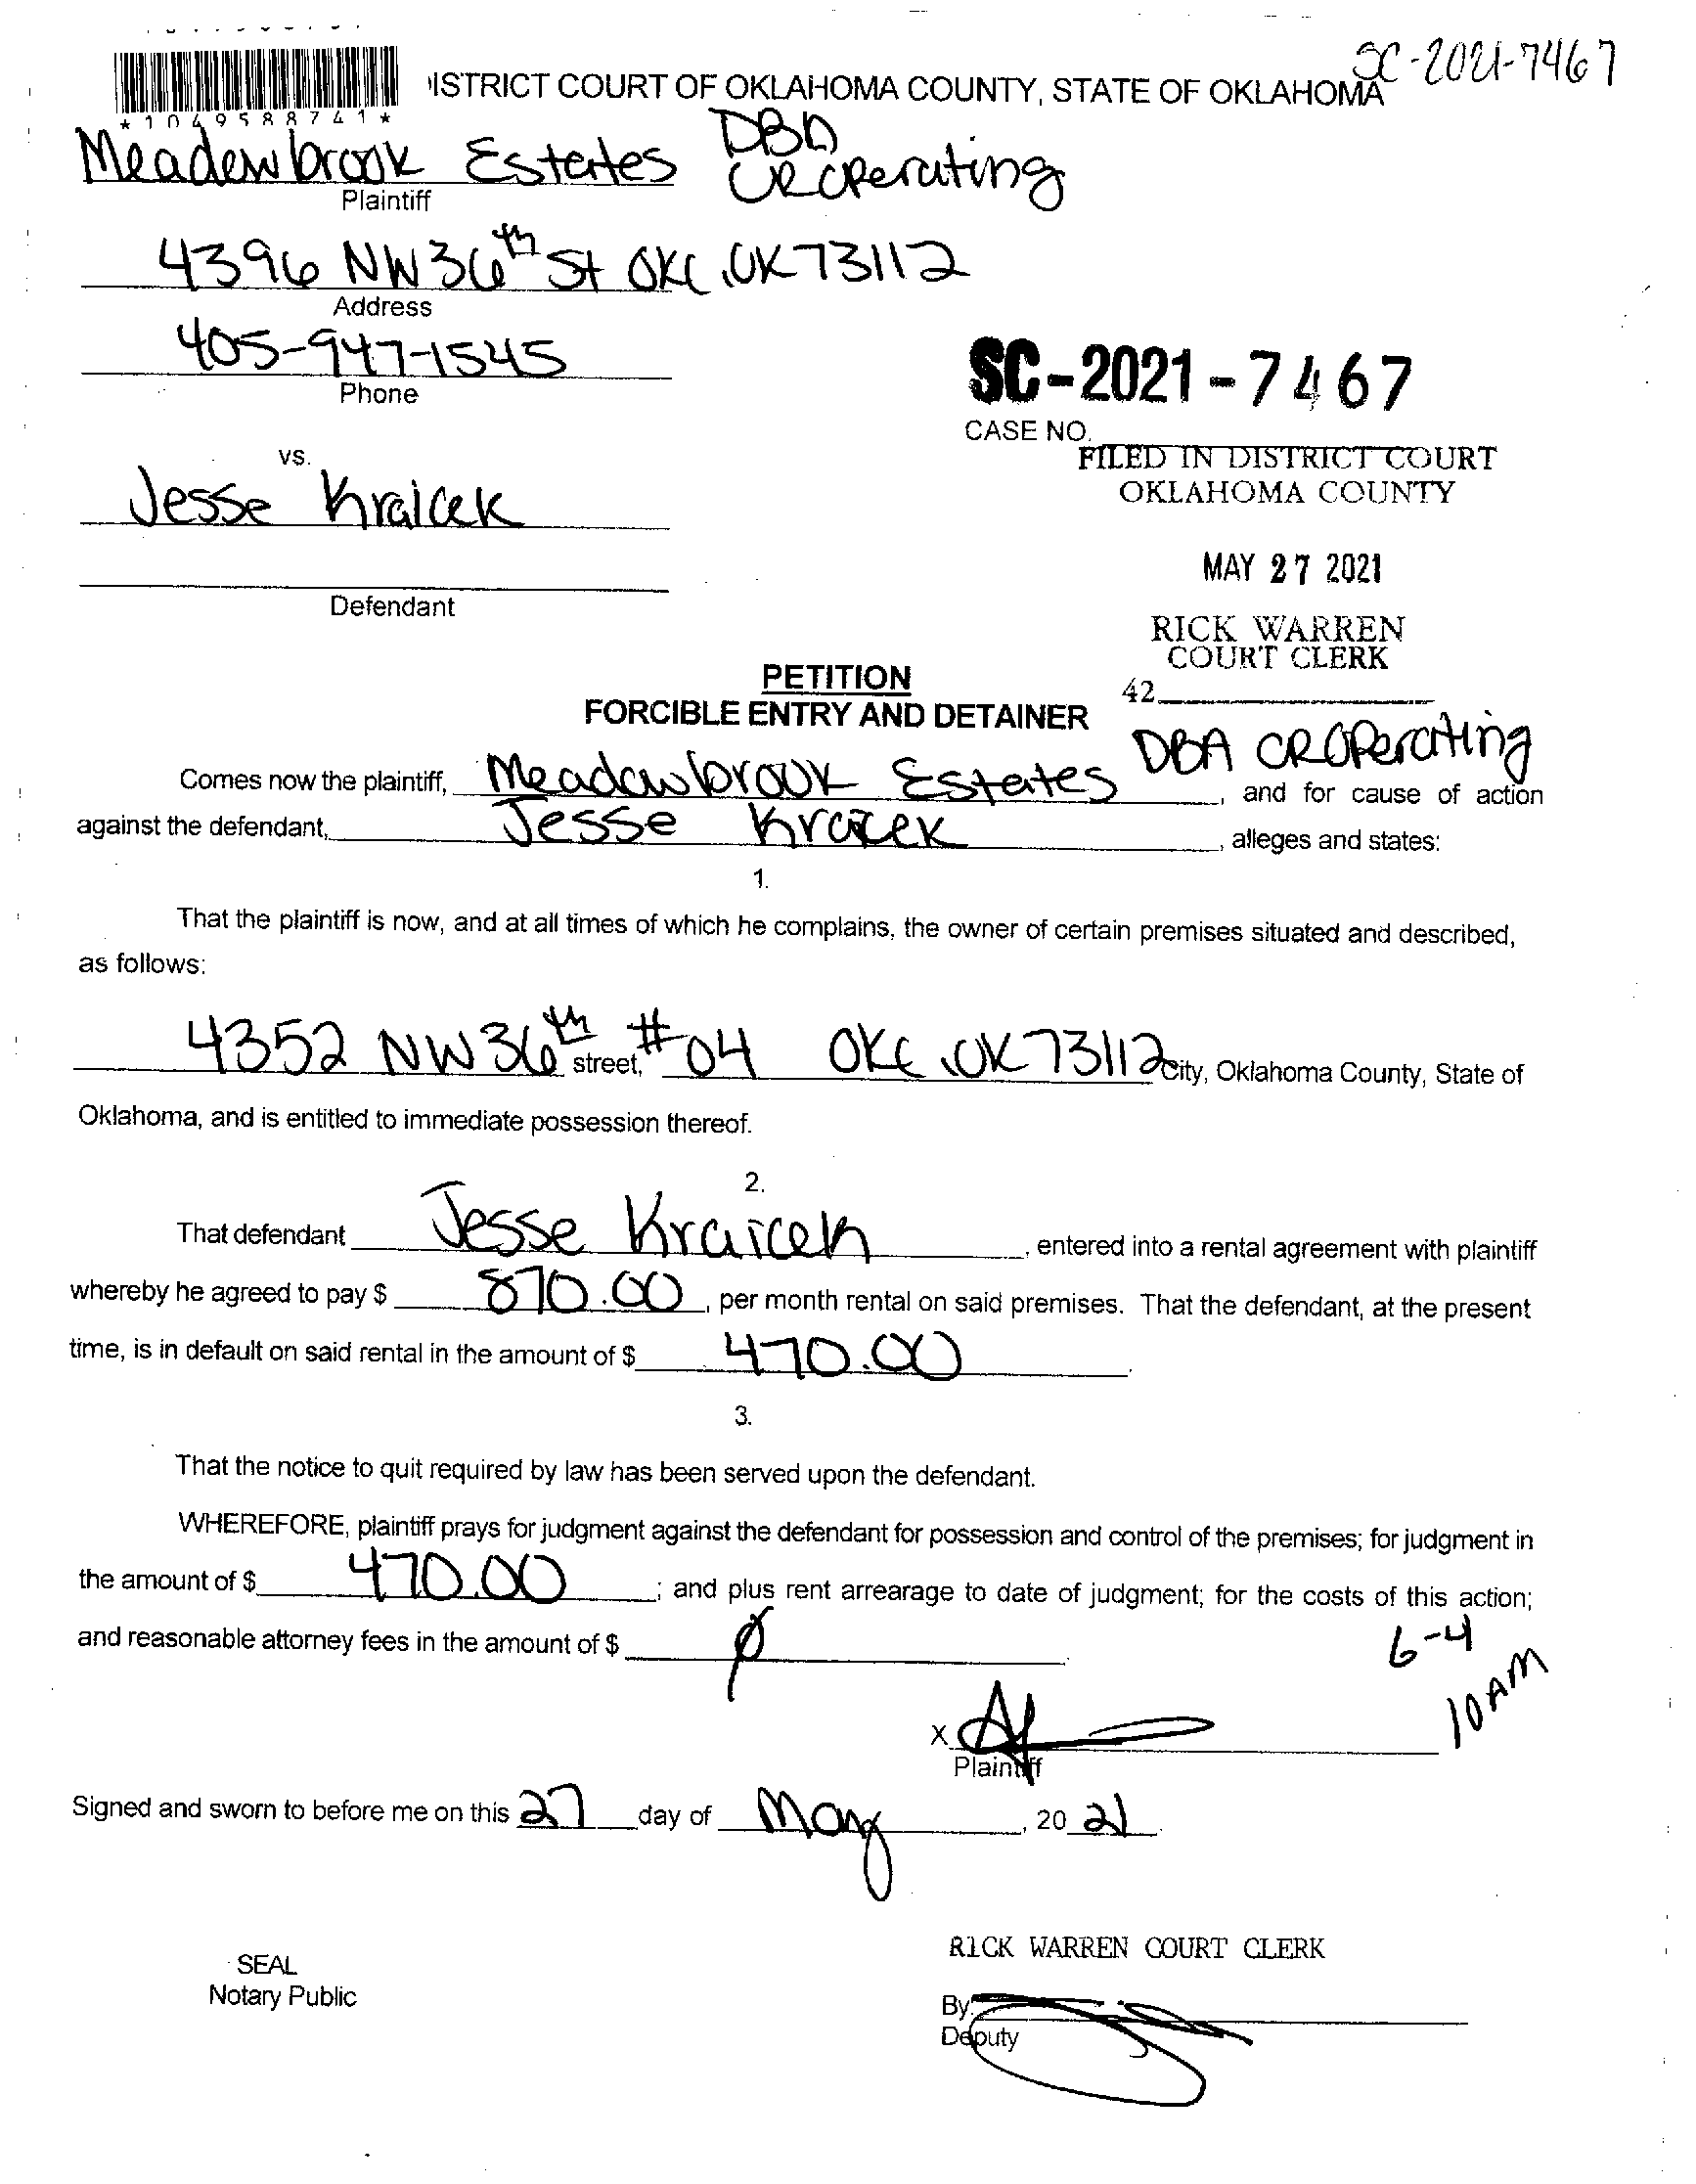 SC-2021-7467
ISTRICT COURT OF OKLAHOMA COUNTY, STATE OF OKLAHOMA
*1049588741*
Meadowbrook Estates DBA
CROperating
Plaintiff
4396 NW 36th St OKC, OK 73112
Address
405-947-1545
Phone
SC-2021-7467
CASE NO.
vs.
FILED IN DISTRICT COURT
OKLAHOMA COUNTY
Jesse Kraicek
MAY 27 2021
Defendant
RICK WARREN
COURT CLERK
42
PETITION
FORCIBLE ENTRY AND DETAINER
Comes now the plaintiff, Meadowbrook Estates DBA CROperating, and for cause of action
against the defendant, Jesse Kraicek, alleges and states:
1.
That the plaintiff is now, and at all times of which he complains, the owner of certain premises situated and described,
as follows:
4352 NW 36th street, #04 OKC, OK 73112 City, Oklahoma County, State of
Oklahoma, and is entitled to immediate possession thereof.
2.
That defendant Jesse Kraicek, entered into a rental agreement with plaintiff
whereby he agreed to pay $ 870.00, per month rental on said premises. That the defendant, at the present
time, is in default on said rental in the amount of $ 470.00.
3.
That the notice to quit required by law has been served upon the defendant.
WHEREFORE, plaintiff prays for judgment against the defendant for possession and control of the premises; for judgment in
the amount of $ 470.00; and plus rent arrearage to date of judgment; for the costs of this action;
and reasonable attorney fees in the amount of $ ∅.
6-4
10AM
X
Plaintiff
Signed and sworn to before me on this 27 day of May, 2021.
RICK WARREN COURT CLERK
SEAL
Notary Public
By:
Deputy